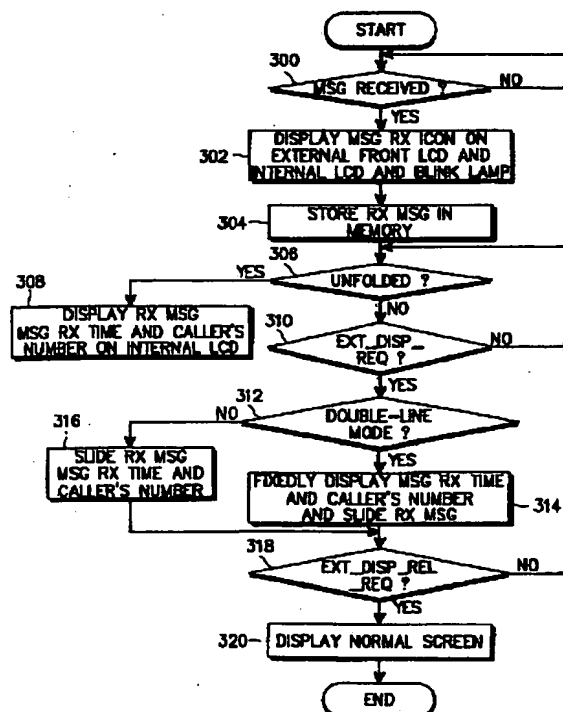 START
300
MSG RECEIVED ?
NO
YES
302
DISPLAY MSG RX ICON ON
EXTERNAL FRONT LCD AND
INTERNAL LCD AND BLINK LAMP
304
STORE RX MSG IN
MEMORY
306
YES
UNFOLDED ?
308
NO
DISPLAY RX MSG
MSG RX TIME AND CALLER'S
NUMBER ON INTERNAL LCD
310
EXT_DISP_
REQ ?
NO
YES
312
NO
DOUBLE-LINE
MODE ?
316
YES
SLIDE RX MSG
MSG RX TIME AND
CALLER'S NUMBER
FIXEDLY DISPLAY MSG RX TIME
AND CALLER'S NUMBER
AND SLIDE RX MSG
314
318
EXT_DISP_REL
_REQ ?
NO
YES
320
DISPLAY NORMAL SCREEN
END